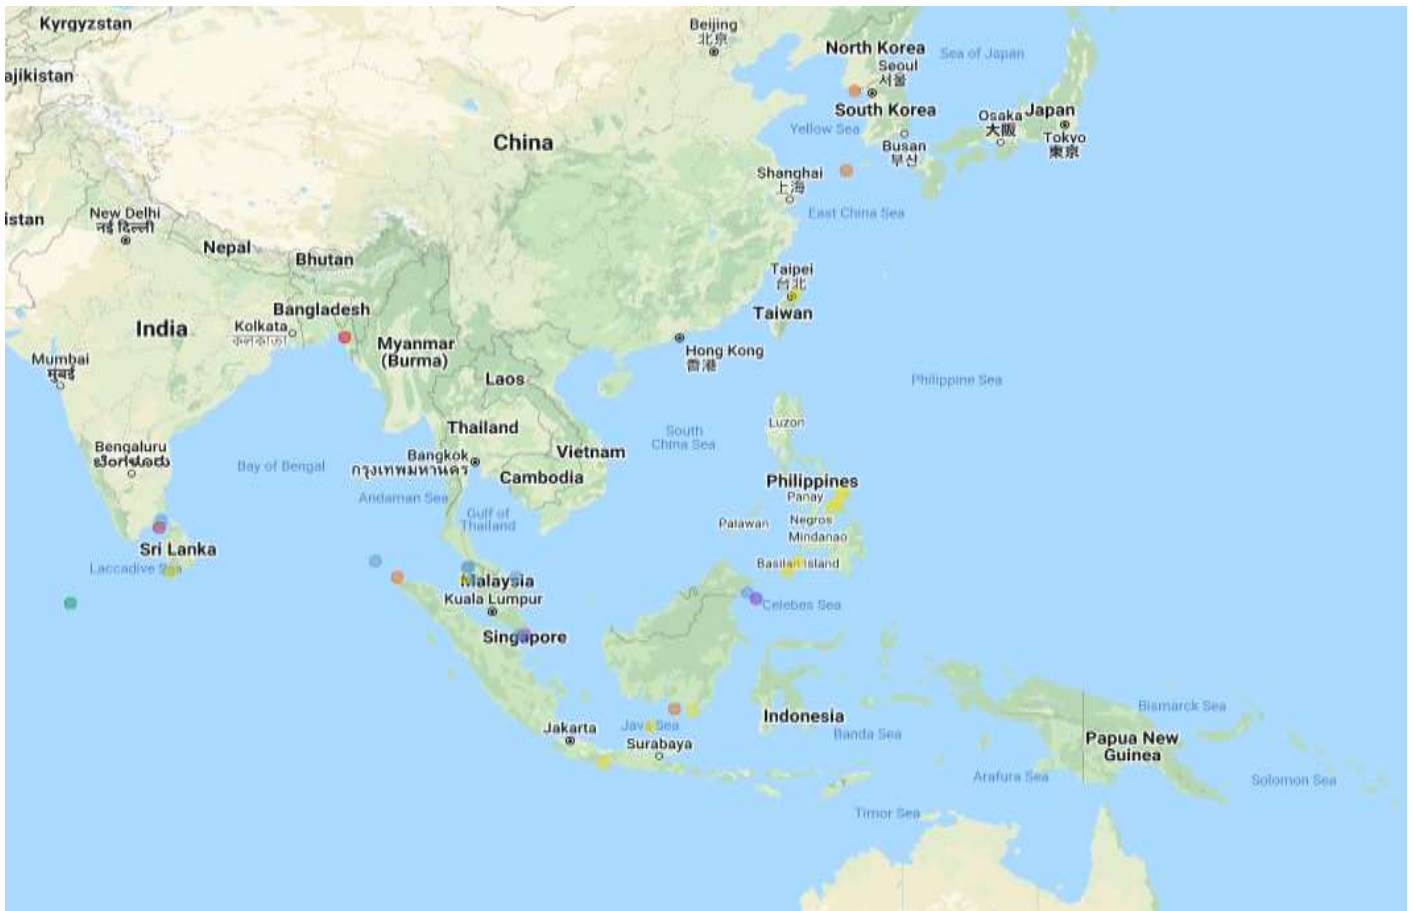 Kyrgyzstan
ajikistan
Beijing
北京
North Korea
Sea of Japan
Seoul
서울
South Korea
Osaka
大阪
Japan
Tokyo
東京
Yellow Sea
Busan
부산
China
Shanghai
上海
East China Sea
istan
New Delhi
नई दिल्ली
Nepal
Bhutan
Taipei
台北
Taiwan
Bangladesh
India
Kolkata
Myanmar
(Burma)
Hong Kong
香港
Mumbai
मुंबई
Laos
Philippine Sea
Thailand
Luzon
South
China Sea
Bengaluru
ಬೆಂಗಳೂರು
Bay of Bengal
Bangkok
กรุงเทพมหานคร
Vietnam
Cambodia
Philippines
Panay
Andaman Sea
Gulf of
Thailand
Palawan
Negros
Mindanao
Sri Lanka
Laccadive Sea
Basilan Island
Malaysia
Kuala Lumpur
Celebes Sea
Singapore
Jakarta
Java Sea
Surabaya
Indonesia
Banda Sea
Bismarck Sea
Papua New
Guinea
Arafura Sea
Solomon Sea
Timor Sea